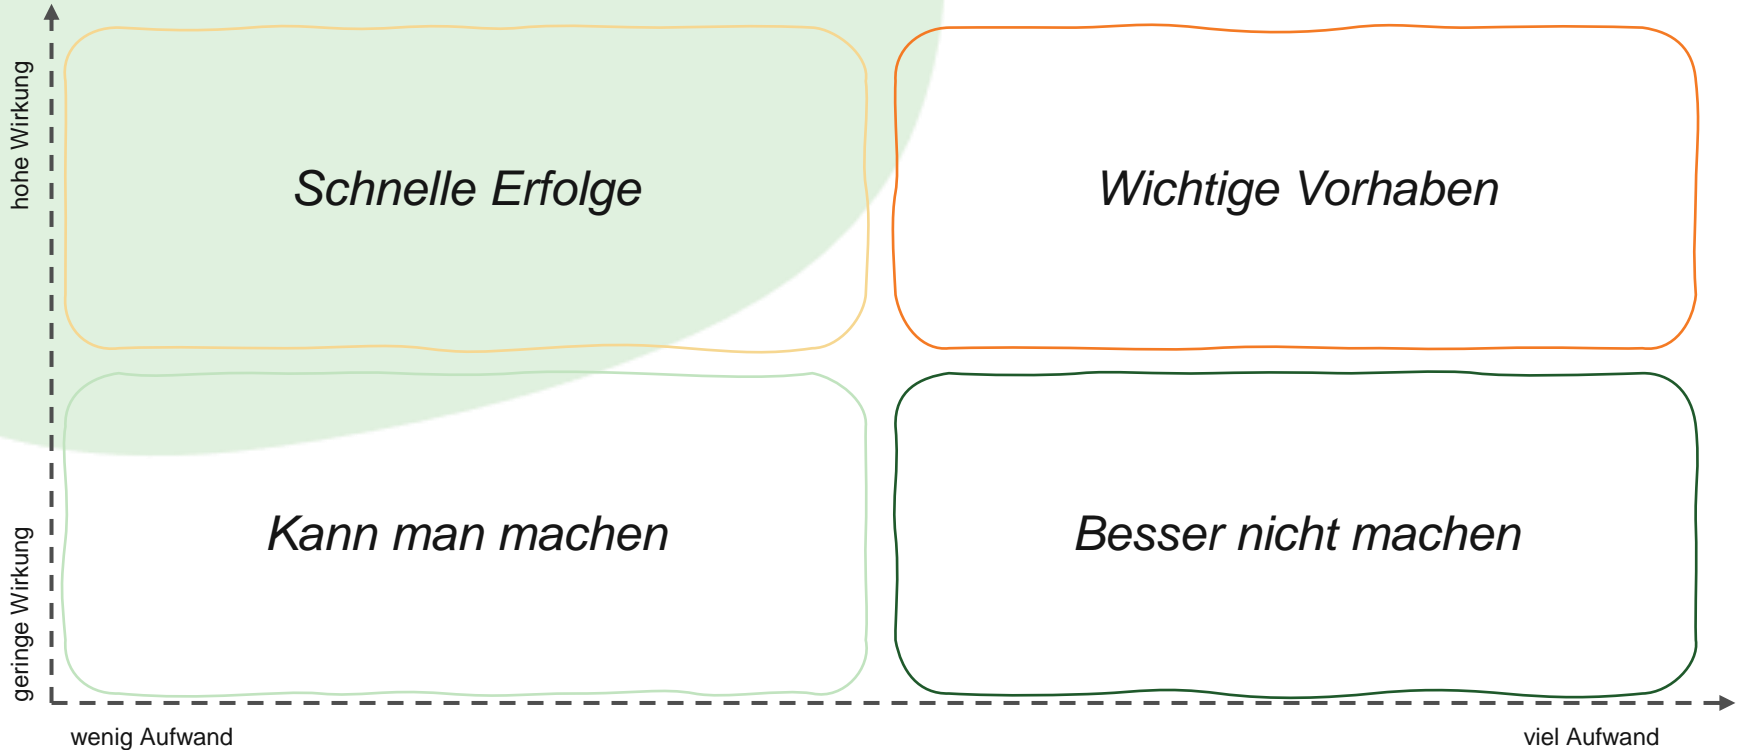 hohe Wirkung
Schnelle Erfolge
Wichtige Vorhaben
geringe Wirkung
Kann man machen
Besser nicht machen
wenig Aufwand
viel Aufwand